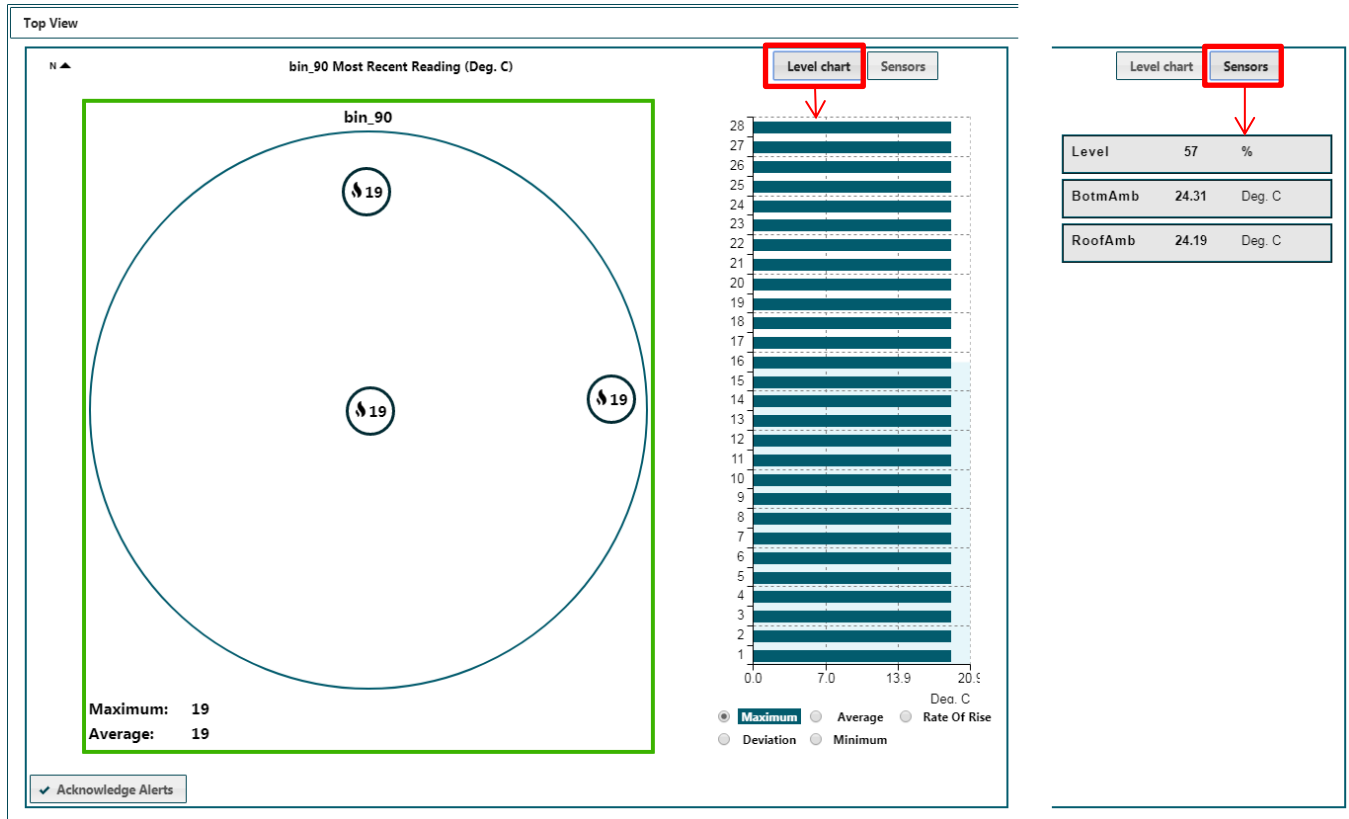 Top View
N
bin_90 Most Recent Reading (Deg. C)
Level chart
Sensors
bin_90
19
19
19
Maximum: 19
Average: 19
28
27
26
25
24
23
22
21
20
19
18
17
16
15
14
13
12
11
10
9
8
7
6
5
4
3
2
1
0.0 7.0 13.9 20.9
Deg. C
Maximum Average Rate Of Rise
Deviation Minimum
Acknowledge Alerts
Level chart
Sensors
Level 57 %
BotmAmb 24.31 Deg. C
RoofAmb 24.19 Deg. C